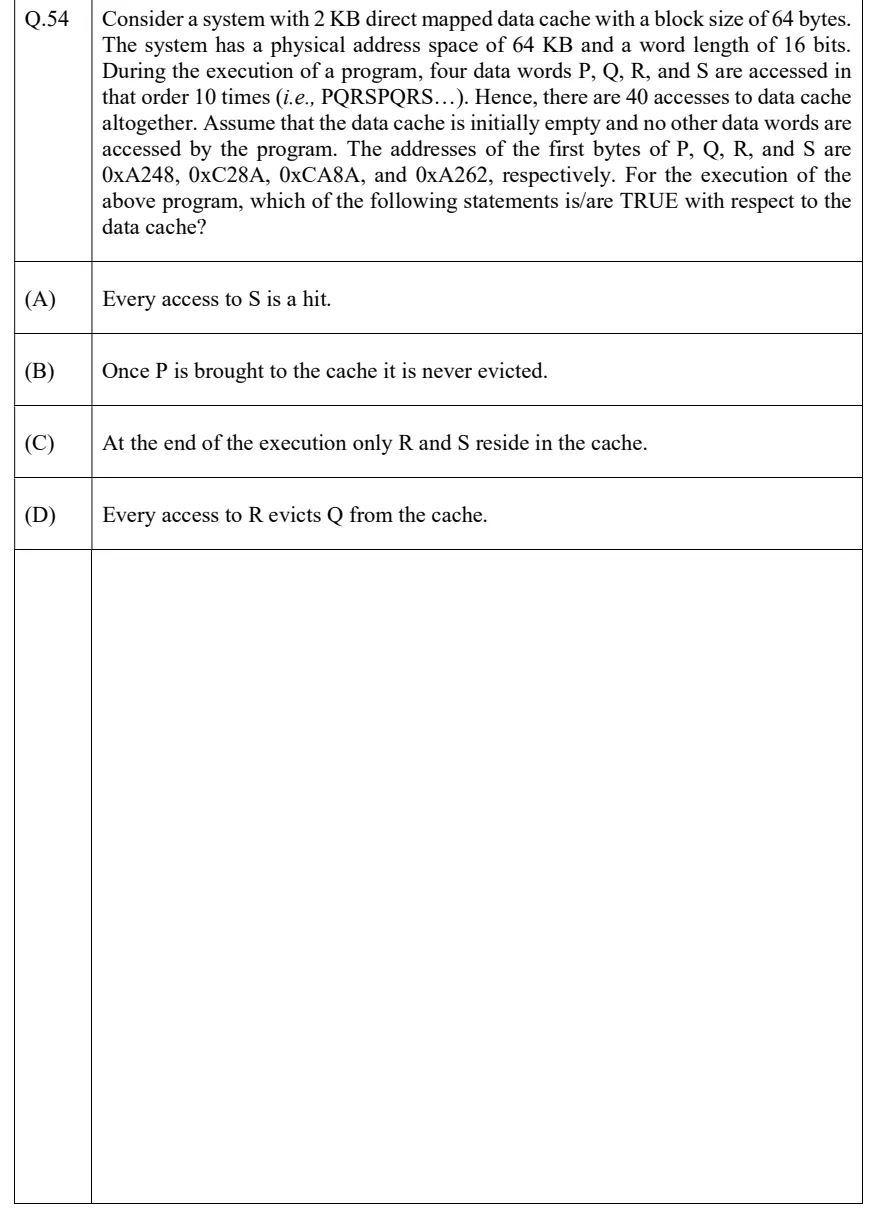 Q.54 Consider a system with 2 KB direct mapped data cache with a block size of 64 bytes.
The system has a physical address space of 64 KB and a word length of 16 bits.
During the execution of a program, four data words P, Q, R, and S are accessed in
that order 10 times (i.e., PQRSPQRS…). Hence, there are 40 accesses to data cache
altogether. Assume that the data cache is initially empty and no other data words are
accessed by the program. The addresses of the first bytes of P, Q, R, and S are
0xA248, 0xC28A, 0xCA8A, and 0xA262, respectively. For the execution of the
above program, which of the following statements is/are TRUE with respect to the
data cache?
(A) Every access to S is a hit.
(B) Once P is brought to the cache it is never evicted.
(C) At the end of the execution only R and S reside in the cache.
(D) Every access to R evicts Q from the cache.